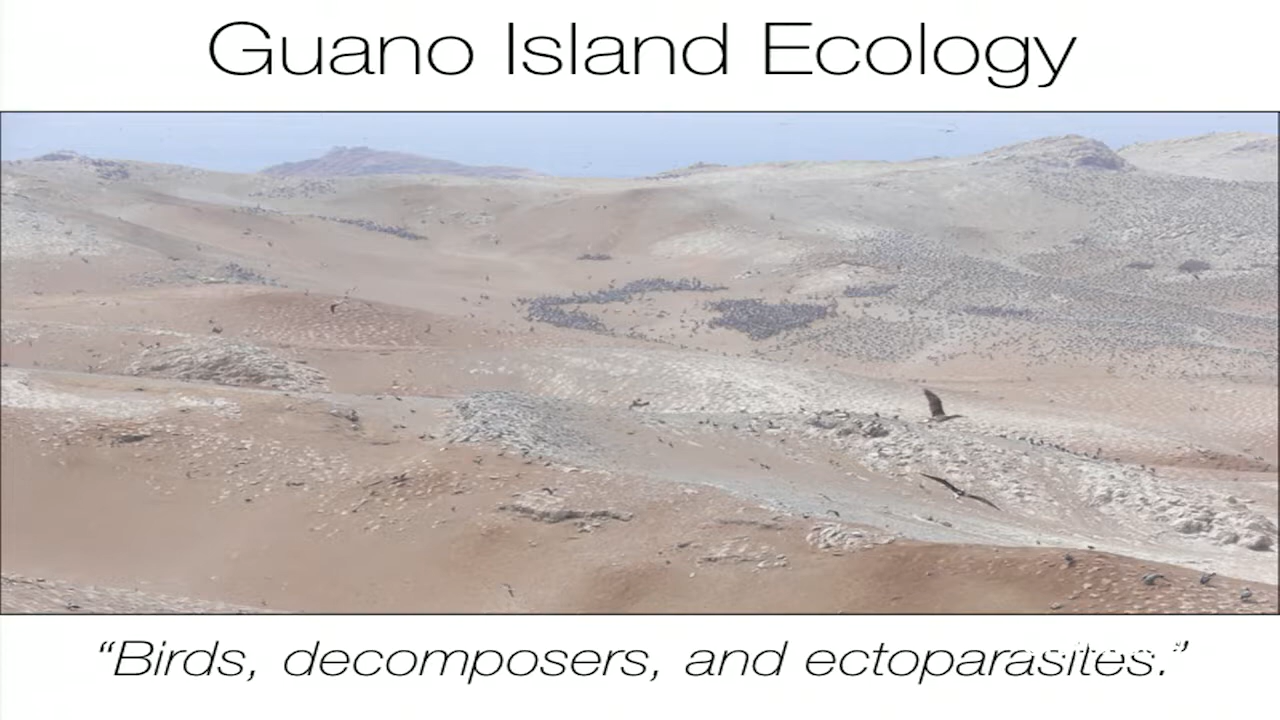 Guano Island Ecology
“Birds, decomposers, and ectoparasites.”